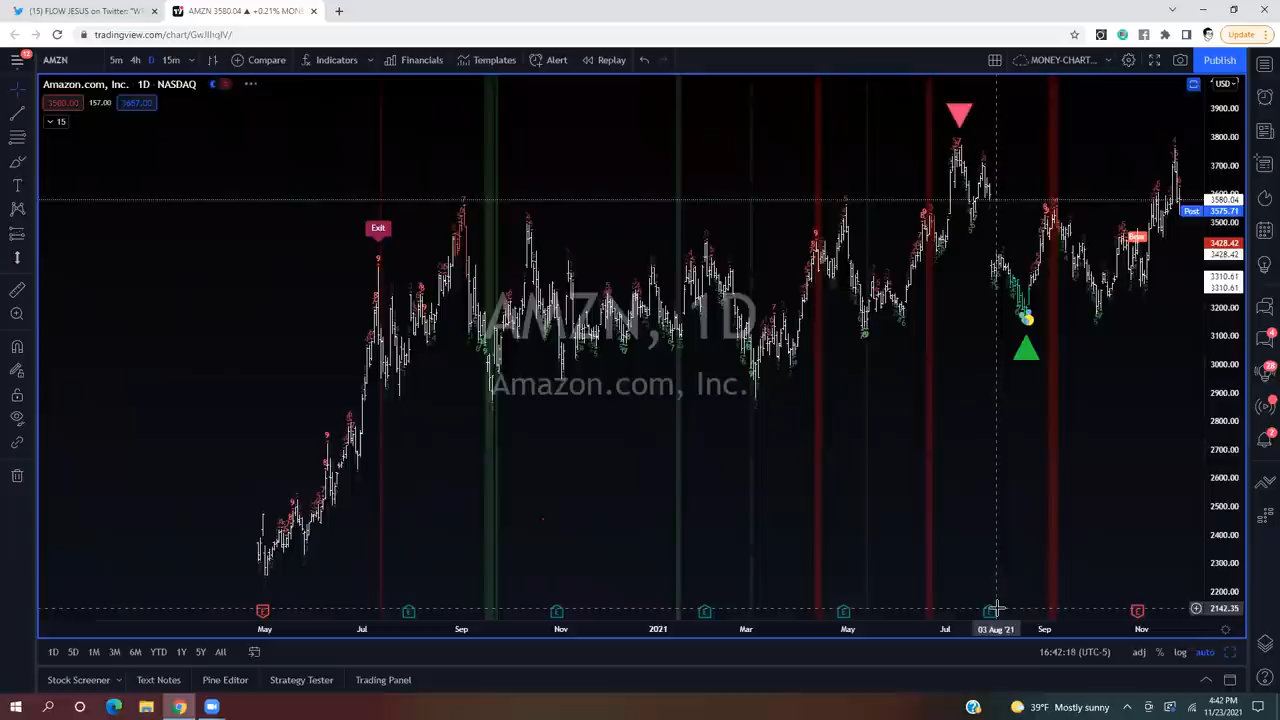 (15) FLOW JESUS on Twitter: "W
AMZN 3580.04 ▲ +0.21% MON
tradingview.com/chart/GwJIhqIV/
Update
12
AMZN 5m 4h D 15m Compare Indicators Financials Templates Alert Replay MONEY-CHART... Publish
Amazon.com, Inc. · 1D · NASDAQ
3500.00 157.00 3657.00
15
USD
3900.00
3800.00
3700.00
3580.04
Post 3575.71
3500.00
3428.42
3428.42
3310.61
3310.61
3200.00
3100.00
3000.00
2900.00
2800.00
2700.00
2600.00
2500.00
2400.00
2300.00
2200.00
2142.35
Exit
AMZN, 1D
Amazon.com, Inc.
May Jul Sep Nov 2021 Mar May Jul 03 Aug '21 Sep Nov
1D 5D 1M 3M 6M YTD 1Y 5Y All 16:42:18 (UTC-5) adj % log auto
Stock Screener Text Notes Pine Editor Strategy Tester Trading Panel
4
28
39°F Mostly sunny
4:42 PM
11/23/2021